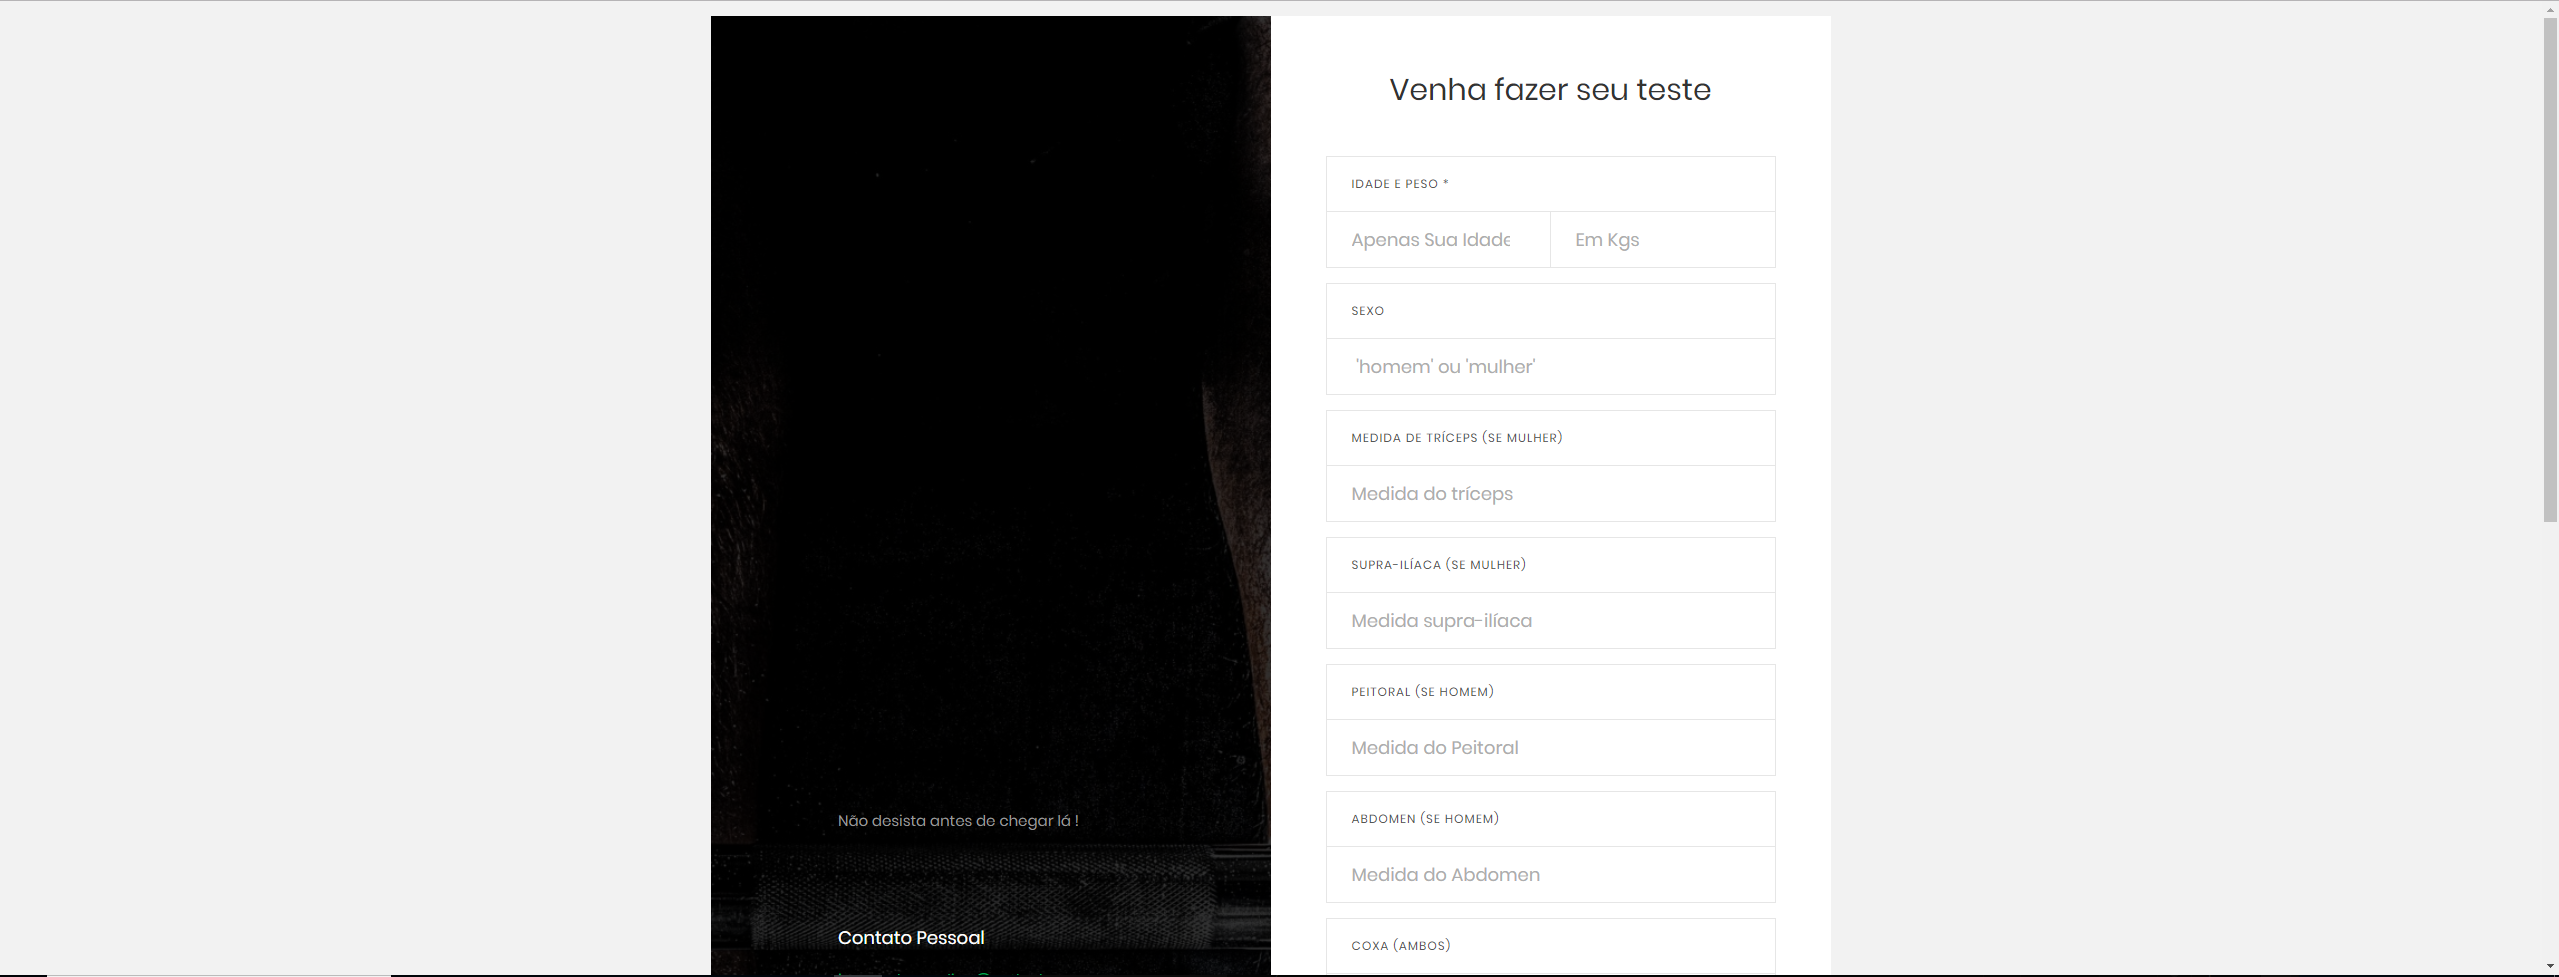 Venha fazer seu teste
IDADE E PESO *
Apenas Sua Idade Em Kgs
SEXO
'homem' ou 'mulher'
MEDIDA DE TRÍCEPS (SE MULHER)
Medida do tríceps
SUPRA-ILÍACA (SE MULHER)
Medida supra-ilíaca
PEITORAL (SE HOMEM)
Medida do Peitoral
ABDOMEN (SE HOMEM)
Medida do Abdomen
COXA (AMBOS)
Não desista antes de chegar lá !
Contato Pessoal